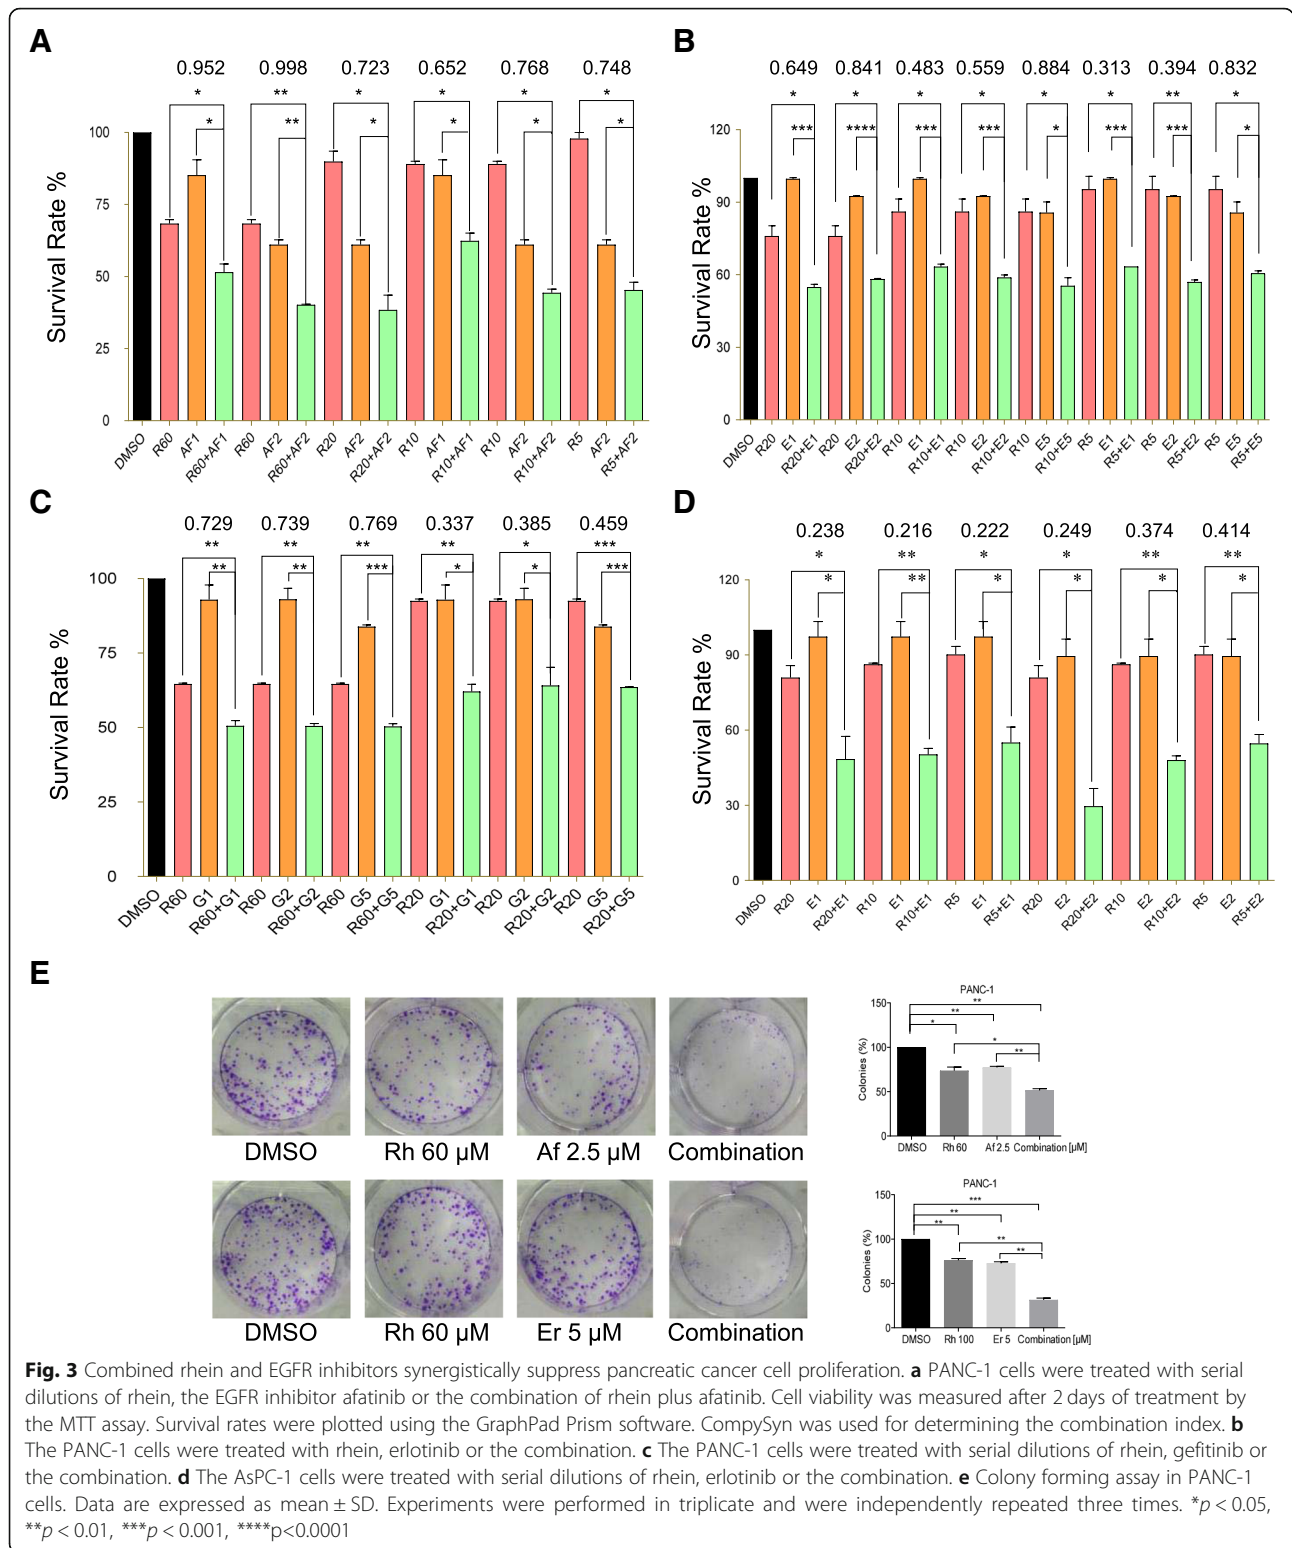 A
0.952 0.998 0.723 0.652 0.768 0.748
* ** * * * *
* ** * * * *
Survival Rate %
100
75
50
25
0
DMSO R60 AF1 R60+AF1 R60 AF2 R60+AF2 R20 AF2 R20+AF2 R10 AF1 R10+AF1 R10 AF2 R10+AF2 R5 AF2 R5+AF2
B
0.649 0.841 0.483 0.559 0.884 0.313 0.394 0.832
* * * * * * ** *
*** **** *** *** * *** *** *
Survival Rate %
120
90
60
30
0
DMSO R20 E1 R20+E1 R20 E2 R20+E2 R10 E1 R10+E1 R10 E2 R10+E2 R10 E5 R10+E5 R5 E1 R5+E1 R5 E2 R5+E2 R5 E5 R5+E5
C
0.729 0.739 0.769 0.337 0.385 0.459
** ** ** ** * ***
** ** *** * * ***
Survival Rate %
100
75
50
25
0
DMSO R60 G1 R60+G1 R60 G2 R60+G2 R60 G5 R60+G5 R20 G1 R20+G1 R20 G2 R20+G2 R20 G5 R20+G5
D
0.238 0.216 0.222 0.249 0.374 0.414
* ** * * ** **
* ** * * * *
Survival Rate %
120
90
60
30
0
DMSO R20 E1 R20+E1 R10 E1 R10+E1 R5 E1 R5+E1 R20 E2 R20+E2 R10 E2 R10+E2 R5 E2 R5+E2
E
DMSO Rh 60 µM Af 2.5 µM Combination
PANC-1
Colonies (%)
150
100
50
0
**
**
*
*
**
DMSO Rh 60 Af 2.5 Combination [µM]
DMSO Rh 60 µM Er 5 µM Combination
PANC-1
Colonies (%)
150
100
50
0
***
**
**
**
**
DMSO Rh 100 Er 5 Combination [µM]
Fig. 3 Combined rhein and EGFR inhibitors synergistically suppress pancreatic cancer cell proliferation. a PANC-1 cells were treated with serial
dilutions of rhein, the EGFR inhibitor afatinib or the combination of rhein plus afatinib. Cell viability was measured after 2 days of treatment by
the MTT assay. Survival rates were plotted using the GraphPad Prism software. CompySyn was used for determining the combination index. b
The PANC-1 cells were treated with rhein, erlotinib or the combination. c The PANC-1 cells were treated with serial dilutions of rhein, gefitinib or
the combination. d The AsPC-1 cells were treated with serial dilutions of rhein, erlotinib or the combination. e Colony forming assay in PANC-1
cells. Data are expressed as mean ± SD. Experiments were performed in triplicate and were independently repeated three times. *p < 0.05,
**p < 0.01, ***p < 0.001, ****p<0.0001